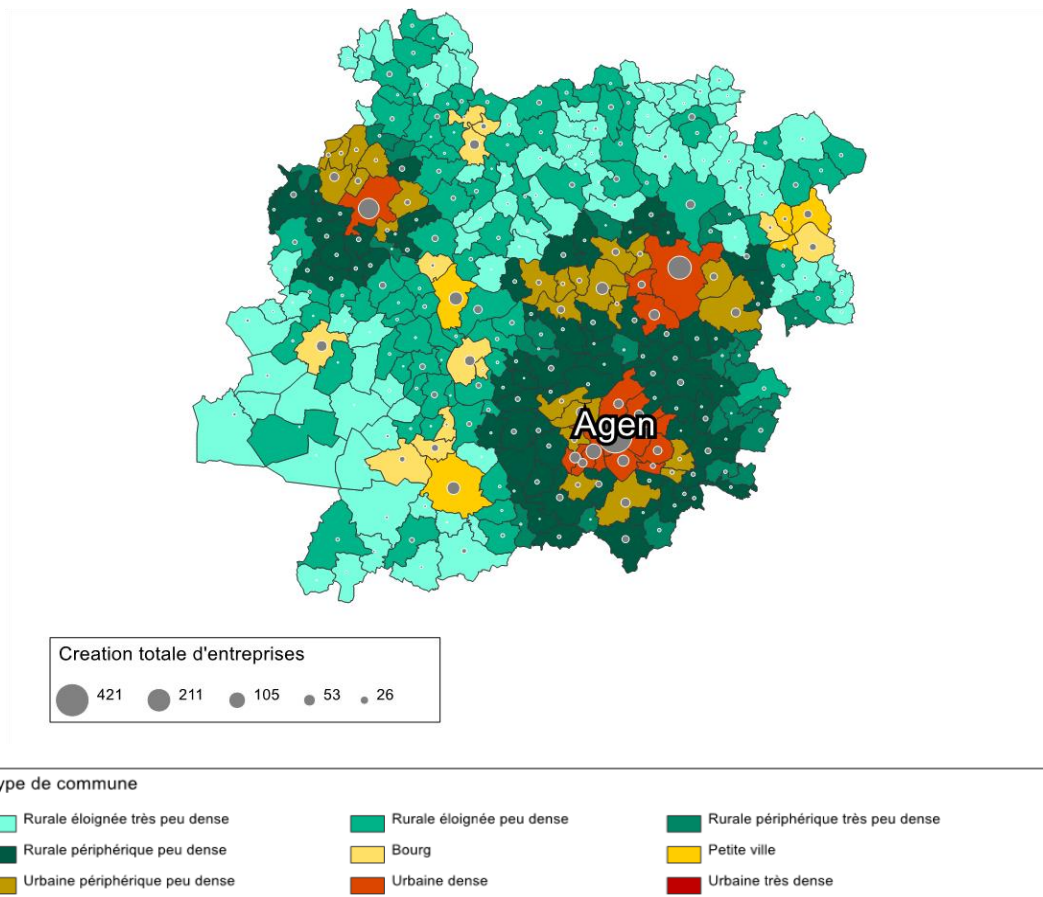 Agen
Creation totale d'entreprises
421 211 105 53 26
ype de commune
Rurale éloignée très peu dense Rurale éloignée peu dense Rurale périphérique très peu dense
Rurale périphérique peu dense Bourg Petite ville
Urbaine périphérique peu dense Urbaine dense Urbaine très dense